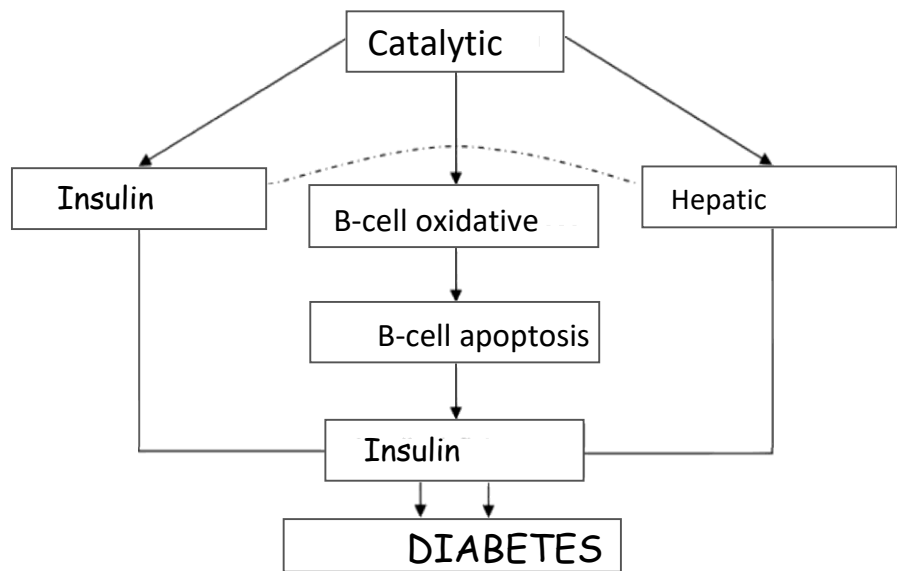 Catalytic
Insulin
Hepatic
B-cell oxidative
B-cell apoptosis
Insulin
DIABETES